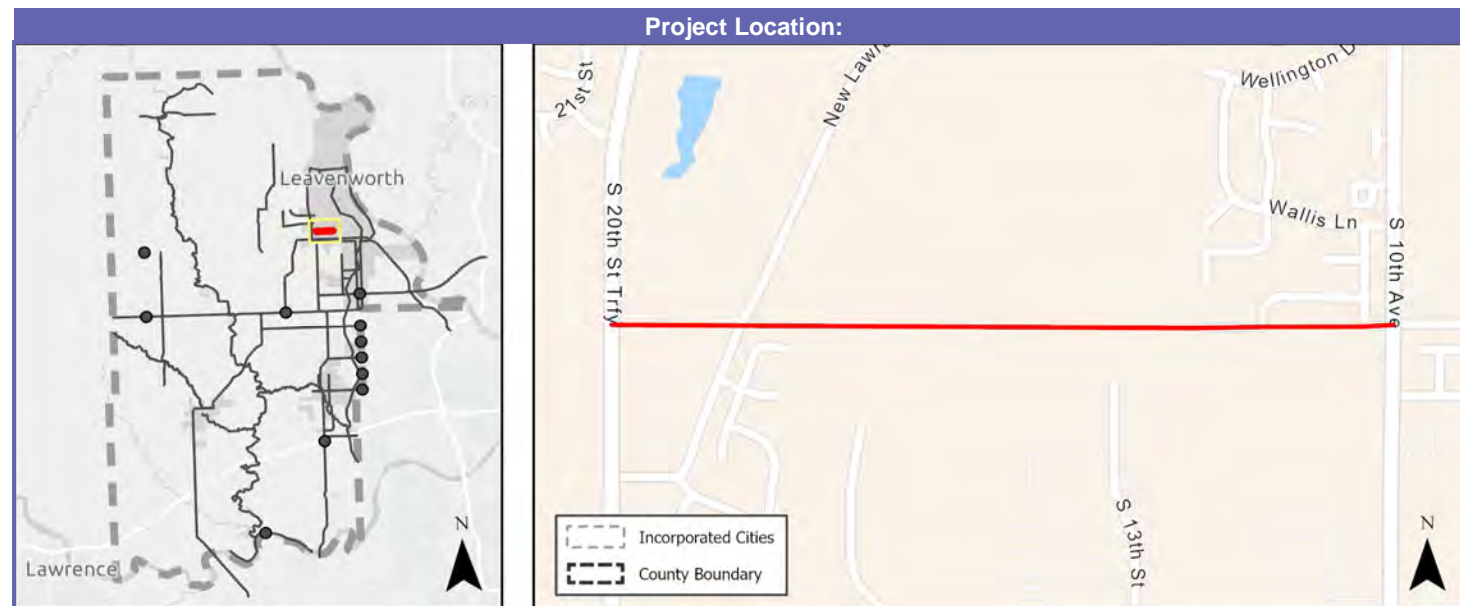 Project Location:
Leavenworth
Lawrence
N
21st St
New Lawre
Wellington D
Wallis Ln
S 20th St Trfy
S 10th Ave
S 13th St
Incorporated Cities
County Boundary
N